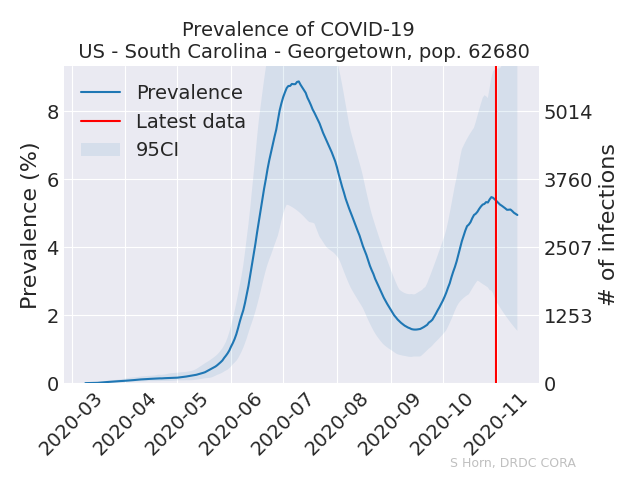 Prevalence of COVID-19
US - South Carolina - Georgetown, pop. 62680
Prevalence
Latest data
95CI
Prevalence (%)
8
6
4
2
0
5014
3760
2507
1253
0
# of infections
2020-03
2020-04
2020-05
2020-06
2020-07
2020-08
2020-09
2020-10
2020-11
S Horn, DRDC CORA